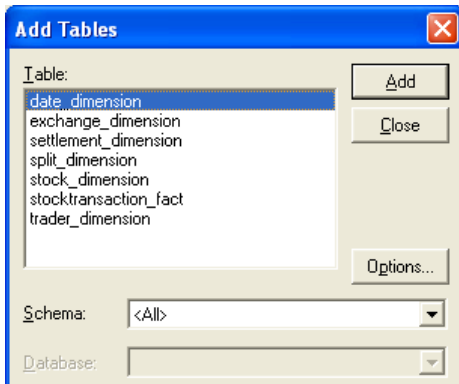 Add Tables
Table:
Add
date_dimension
exchange_dimension
Close
settlement_dimension
split_dimension
stock_dimension
stocktransaction_fact
trader_dimension
Options...
Schema: <All>
Database: